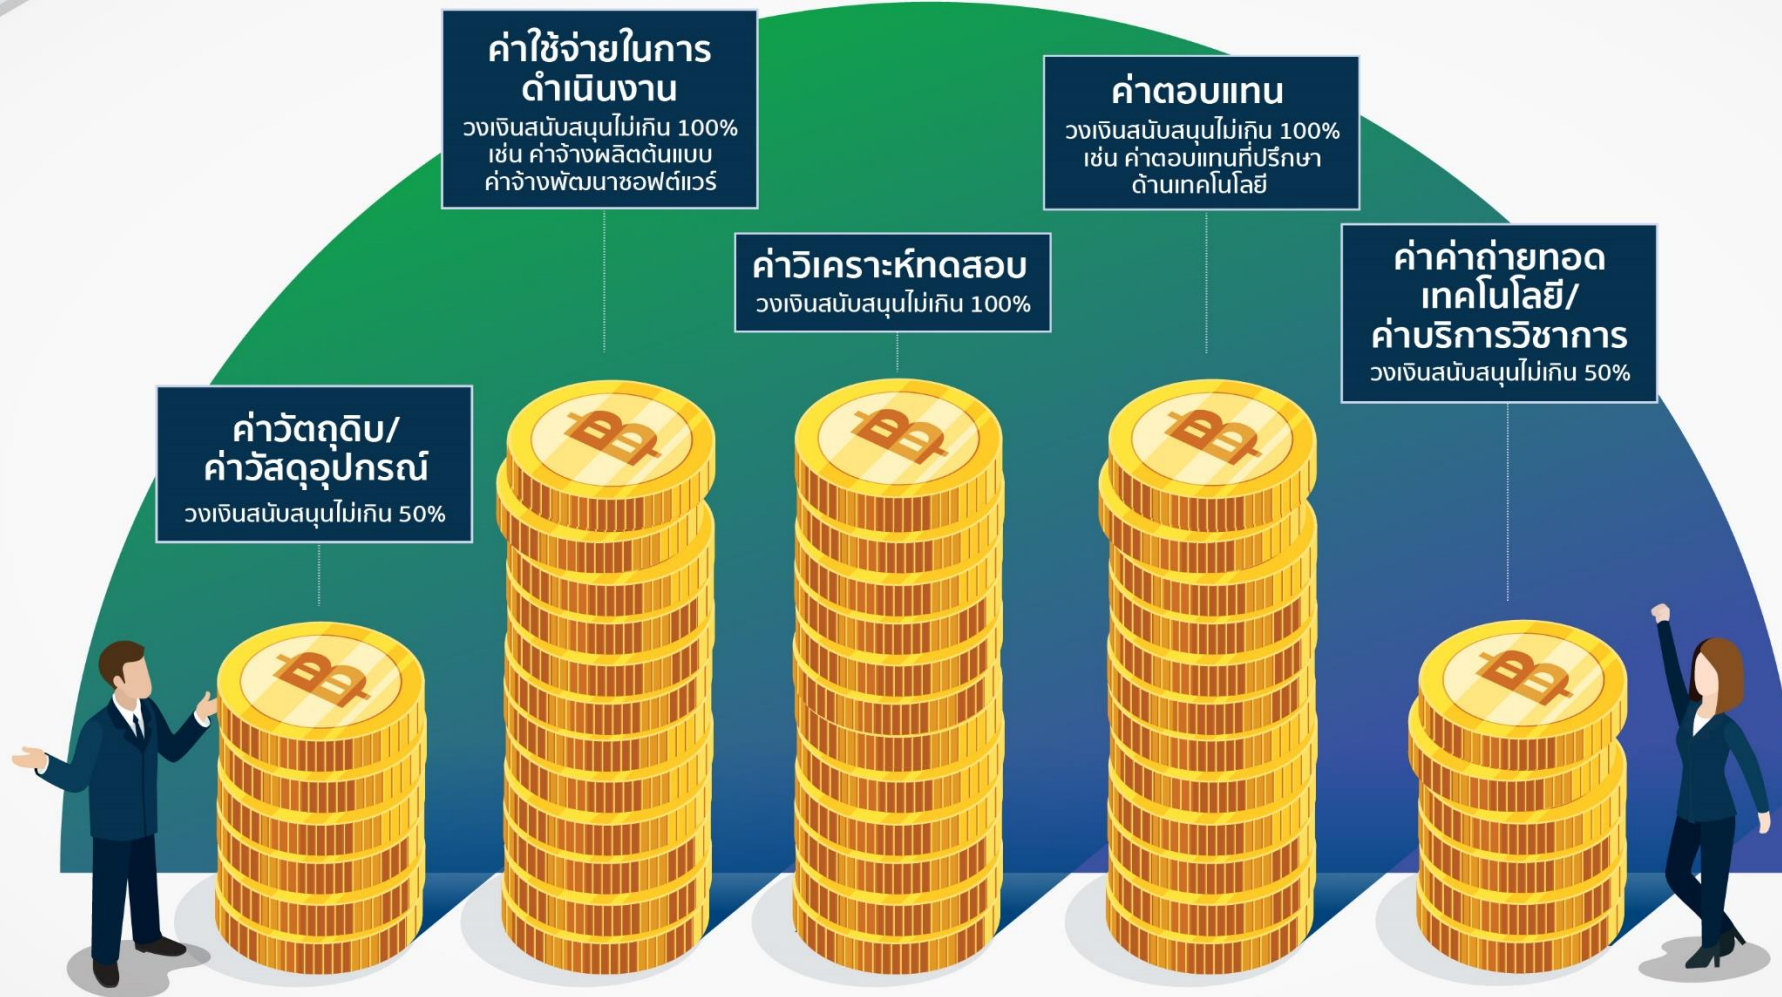 ค่าใช้จ่ายในการ
ดำเนินงาน
วงเงินสนับสนุนไม่เกิน 100%
เช่น ค่าจ้างผลิตต้นแบบ
ค่าจ้างพัฒนาซอฟต์แวร์
ค่าตอบแทน
วงเงินสนับสนุนไม่เกิน 100%
เช่น ค่าตอบแทนที่ปรึกษา
ด้านเทคโนโลยี
ค่าวิเคราะห์ทดสอบ
วงเงินสนับสนุนไม่เกิน 100%
ค่าค่าถ่ายทอด
เทคโนโลยี/
ค่าบริการวิชาการ
วงเงินสนับสนุนไม่เกิน 50%
ค่าวัตถุดิบ/
ค่าวัสดุอุปกรณ์
วงเงินสนับสนุนไม่เกิน 50%